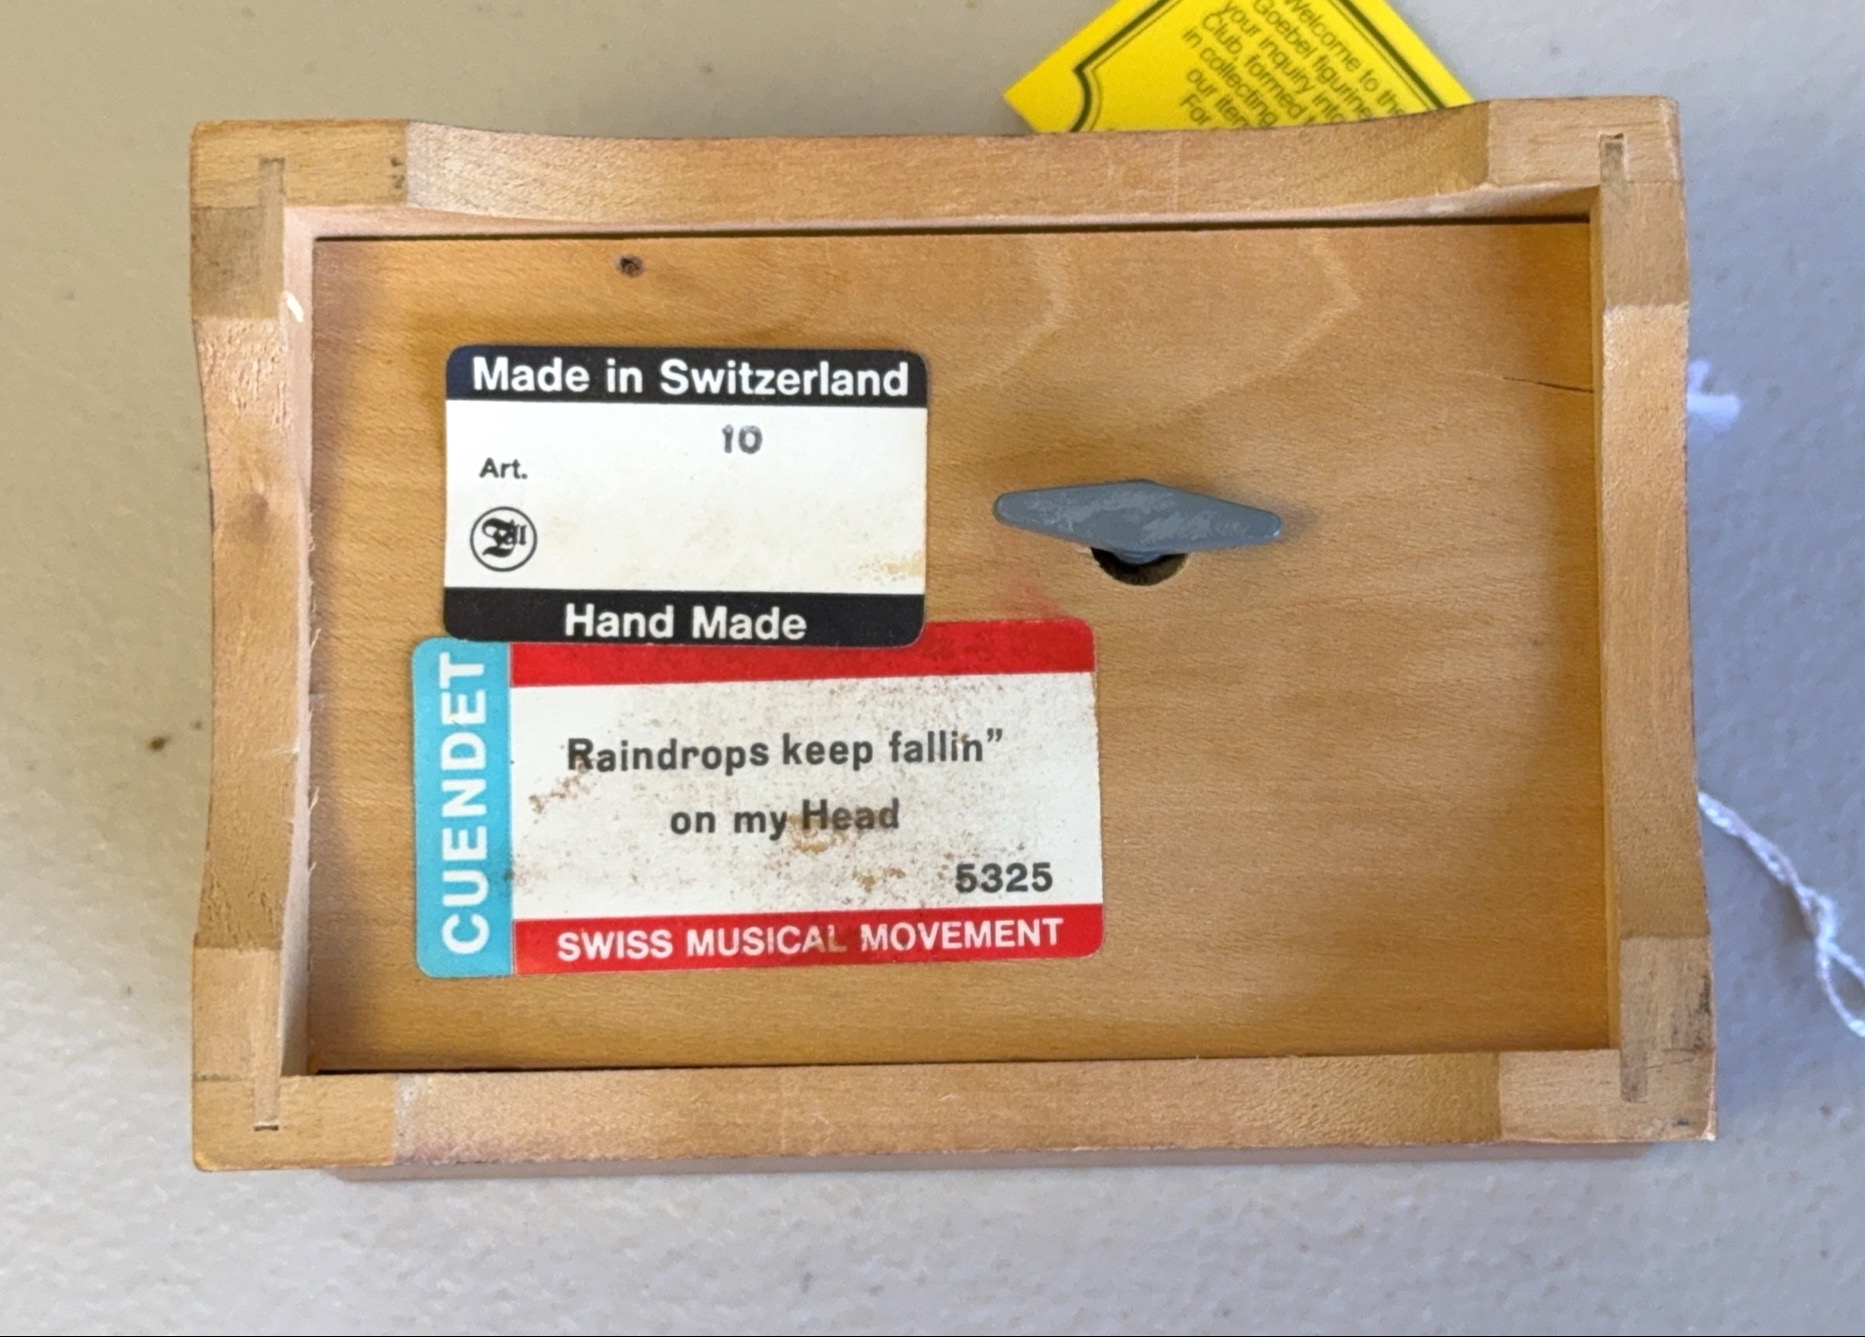 Welcome to the
Goebel figurine
your inquiry into
Club, formed t
in collecting
our item
For
Made in Switzerland
10
Art.
Hand Made
CUENDET
Raindrops keep fallin”
on my Head
5325
SWISS MUSICAL MOVEMENT